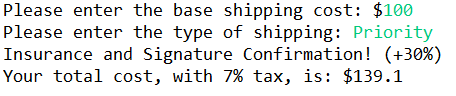 Please enter the base shipping cost: $100
Please enter the type of shipping: Priority
Insurance and Signature Confirmation! (+30%)
Your total cost, with 7% tax, is: $139.1